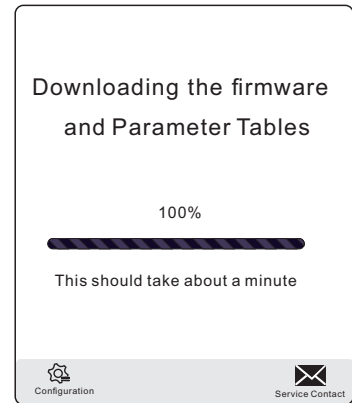 Downloading the firmware
and Parameter Tables
100%
This should take about a minute
Configuration
Service Contact